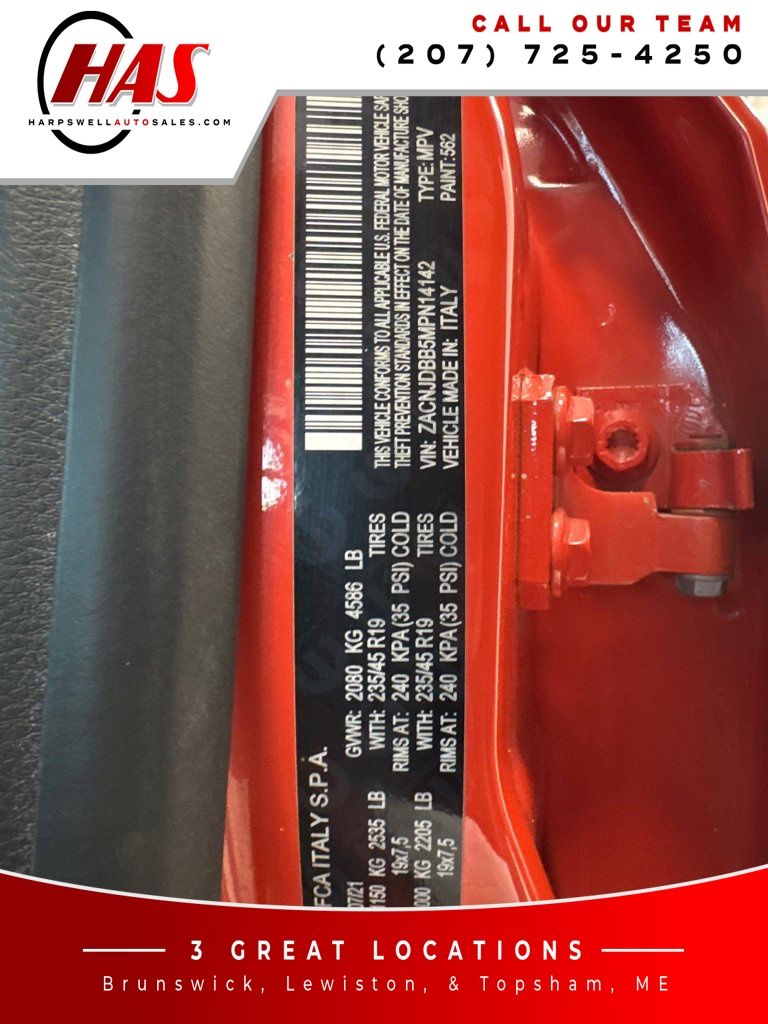 HAS
HARPSWELLAUTOSALES.COM
CALL OUR TEAM
(207) 725-4250
FCA ITALY S.P.A.
07/21 GVWR: 2080 KG 4586 LB
KG 2535 LB WITH: 235/45 R19 TIRES
19x7,5 RIMS AT: 240 KPA (35 PSI) COLD
KG 2205 LB WITH: 235/45 R19 TIRES
19x7,5 RIMS AT: 240 KPA (35 PSI) COLD
THIS VEHICLE CONFORMS TO ALL APPLICABLE U.S. FEDERAL MOTOR VEHICLE
THEFT PREVENTION STANDARDS IN EFFECT ON THE DATE OF MANUFACTURE
VIN: ZACNJDBB5MPN14142 TYPE: MPV
VEHICLE MADE IN: ITALY PAINT:562
3 GREAT LOCATIONS
Brunswick, Lewiston, & Topsham, ME